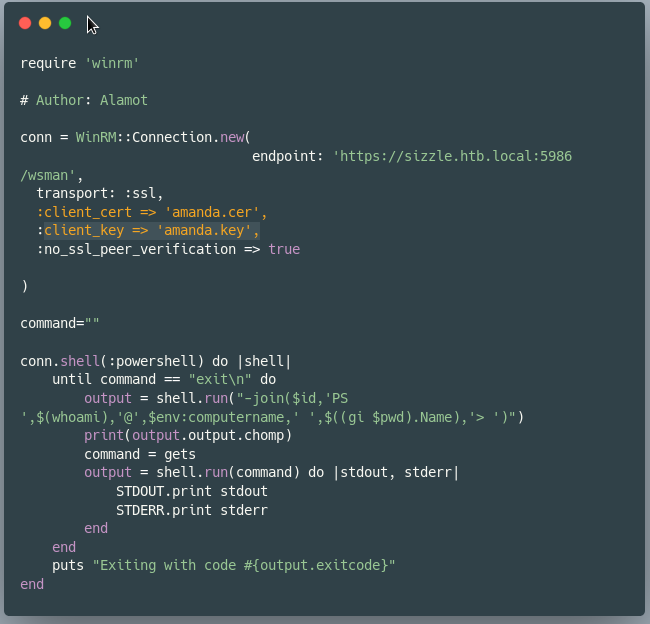 require 'winrm'
# Author: Alamot
conn = WinRM::Connection.new(
endpoint: 'https://sizzle.htb.local:5986
/wsman',
transport: :ssl,
:client_cert => 'amanda.cer',
:client_key => 'amanda.key',
:no_ssl_peer_verification => true
)
command=""
conn.shell(:powershell) do |shell|
until command == "exit\n" do
output = shell.run("-join($id,'PS
',$(whoami),'@',$env:computername,' ',$((gi $pwd).Name),'> ')")
print(output.output.chomp)
command = gets
output = shell.run(command) do |stdout, stderr|
STDOUT.print stdout
STDERR.print stderr
end
end
puts "Exiting with code #{output.exitcode}"
end